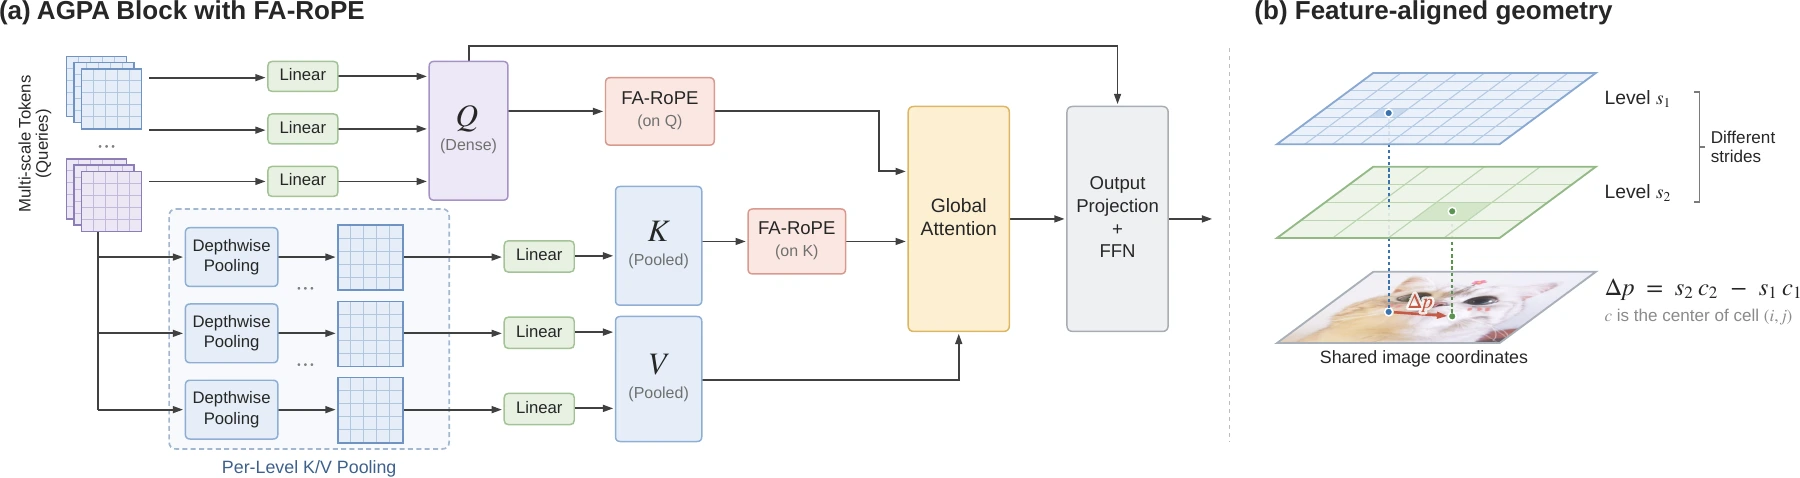 (a) AGPA Block with FA-RoPE
Multi-scale Tokens
(Queries)
...
Linear
Linear
Linear
Q
(Dense)
FA-RoPE
(on Q)
Depthwise
Pooling
...
Depthwise
Pooling
...
Depthwise
Pooling
Per-Level K/V Pooling
Linear
Linear
Linear
K
(Pooled)
V
(Pooled)
FA-RoPE
(on K)
Global
Attention
Output
Projection
+
FFN
(b) Feature-aligned geometry
Level s₁
Level s₂
Different
strides
Δp
Δp = s₂ c₂ − s₁ c₁
c is the center of cell (i, j)
Shared image coordinates